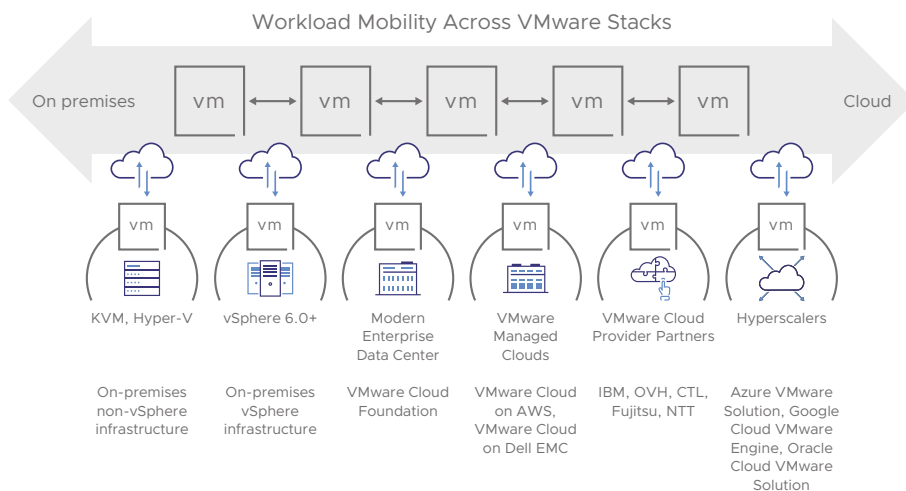 Workload Mobility Across VMware Stacks
On premises
vm
vm
vm
vm
vm
Cloud
vm
vm
vm
vm
vm
vm
KVM, Hyper-V
vSphere 6.0+
Modern
Enterprise
Data Center
VMware
Managed
Clouds
VMware Cloud
Provider Partners
Hyperscalers
On-premises
non-vSphere
infrastructure
On-premises
vSphere
infrastructure
VMware Cloud
Foundation
VMware Cloud
on AWS,
VMware Cloud
on Dell EMC
IBM, OVH, CTL,
Fujitsu, NTT
Azure VMware
Solution, Google
Cloud VMware
Engine, Oracle
Cloud VMware
Solution